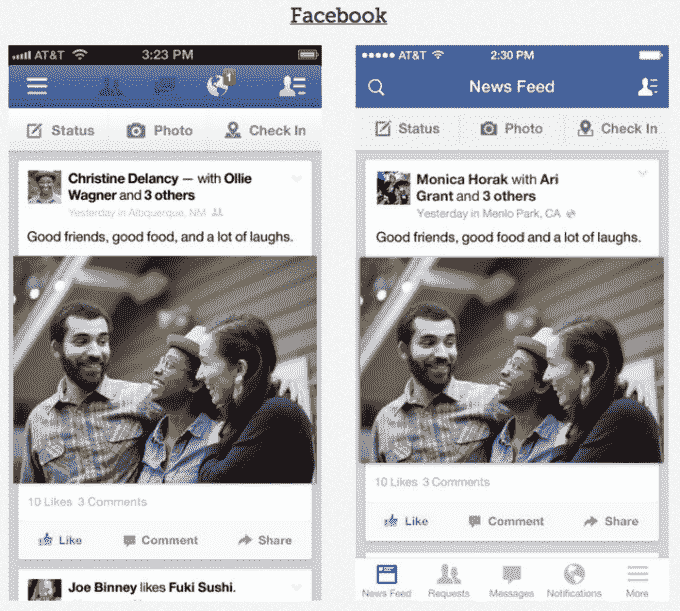 Facebook
AT&T 3:23 PM
1
Status Photo Check In
Christine Delancy — with Ollie
Wagner and 3 others
Yesterday in Albuquerque, NM
Good friends, good food, and a lot of laughs.
10 Likes 3 Comments
Like Comment Share
Joe Binney likes Fuki Sushi.
AT&T 2:30 PM
News Feed
Status Photo Check In
Monica Horak with Ari
Grant and 3 others
Yesterday in Menlo Park, CA
Good friends, good food and a lot of laughs.
10 Likes 3 Comments
Like Comment Share
News Feed Requests Messages Notifications More